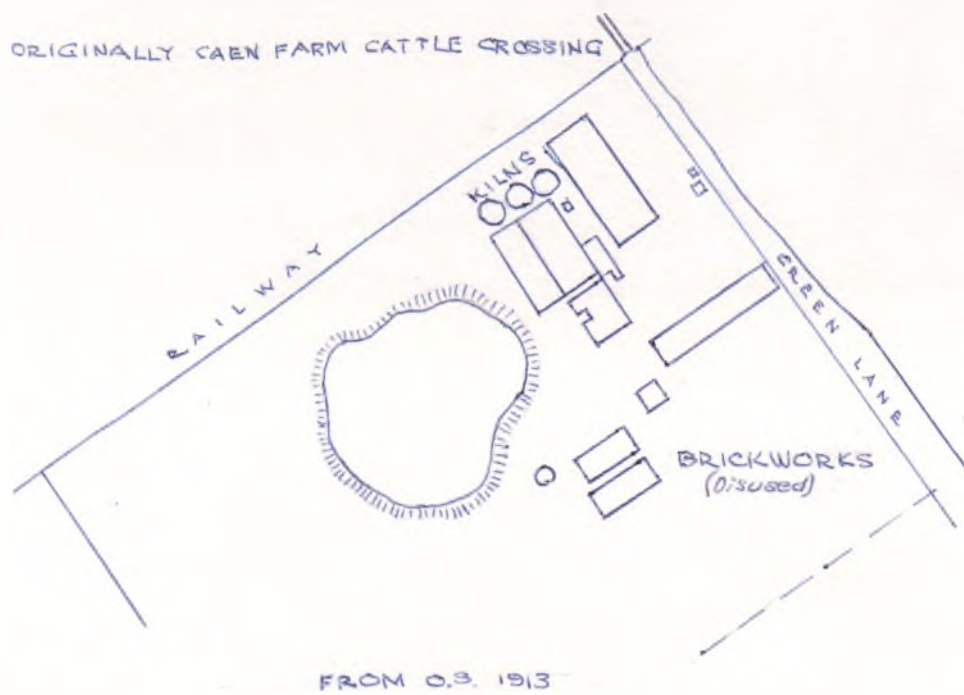 ORIGINALLY CAEN FARM CATTLE CROSSING
KILNS
RAILWAY
GREEN LANE
BRICKWORKS
(Disused)
FROM O.S. 1913